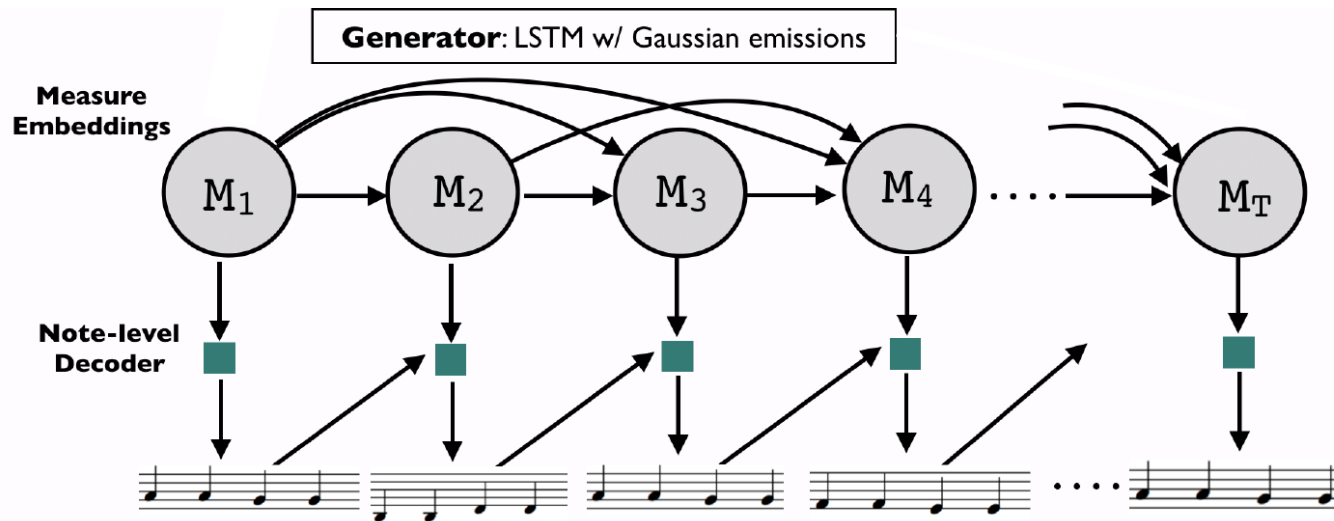 Generator: LSTM w/ Gaussian emissions
Measure
Embeddings
M1 M2 M3 M4 .... MT
Note-level
Decoder
....